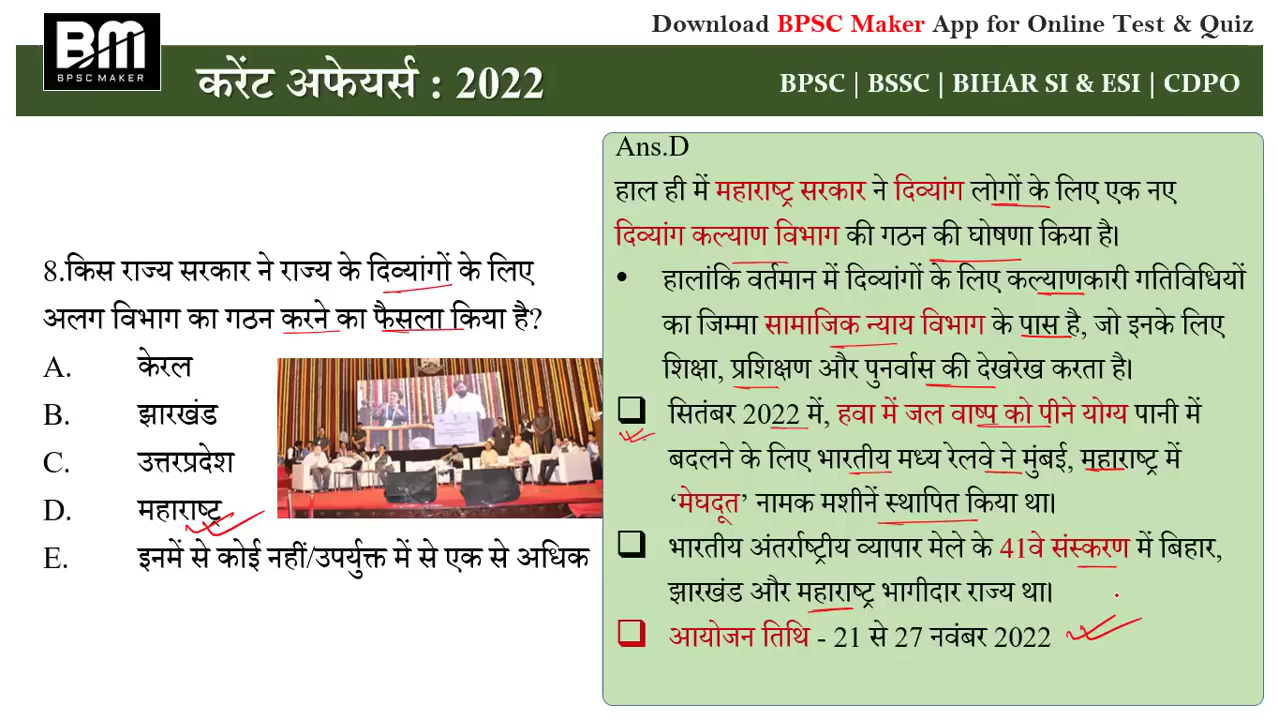 Download BPSC Maker App for Online Test & Quiz
BM
BPSC MAKER
करेंट अफेयर्स : 2022
BPSC | BSSC | BIHAR SI & ESI | CDPO
8.किस राज्य सरकार ने राज्य के दिव्यांगों के लिए
अलग विभाग का गठन करने का फैसला किया है?
A. केरल
B. झारखंड
C. उत्तरप्रदेश
D. महाराष्ट्र
E. इनमें से कोई नहीं/उपर्युक्त में से एक से अधिक
Ans.D
हाल ही में महाराष्ट्र सरकार ने दिव्यांग लोगों के लिए एक नए
दिव्यांग कल्याण विभाग की गठन की घोषणा किया है।
• हालांकि वर्तमान में दिव्यांगों के लिए कल्याणकारी गतिविधियों
का जिम्मा सामाजिक न्याय विभाग के पास है, जो इनके लिए
शिक्षा, प्रशिक्षण और पुनर्वास की देखरेख करता है।
सितंबर 2022 में, हवा में जल वाष्प को पीने योग्य पानी में
बदलने के लिए भारतीय मध्य रेलवे ने मुंबई, महाराष्ट्र में
‘मेघदूत’ नामक मशीनें स्थापित किया था।
भारतीय अंतर्राष्ट्रीय व्यापार मेले के 41वे संस्करण में बिहार,
झारखंड और महाराष्ट्र भागीदार राज्य था।
आयोजन तिथि - 21 से 27 नवंबर 2022